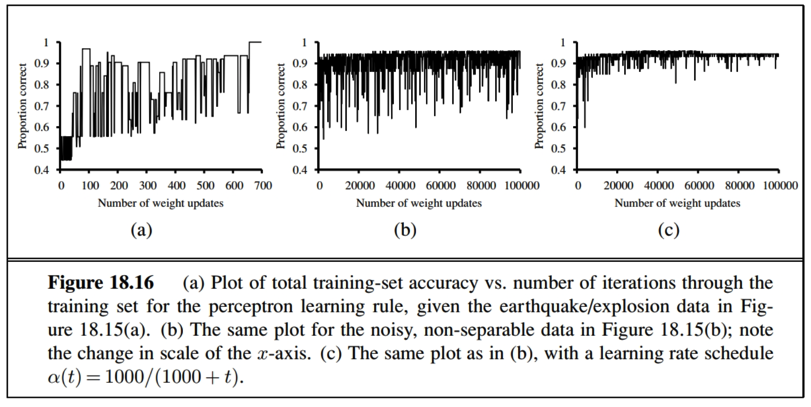 1
0.9
0.8
0.7
0.6
0.5
0.4
Proportion correct
0 100 200 300 400 500 600 700
Number of weight updates
(a)
1
0.9
0.8
0.7
0.6
0.5
0.4
Proportion correct
0 20000 40000 60000 80000 100000
Number of weight updates
(b)
1
0.9
0.8
0.7
0.6
0.5
0.4
Proportion correct
0 20000 40000 60000 80000 100000
Number of weight updates
(c)
Figure 18.16 (a) Plot of total training-set accuracy vs. number of iterations through the
training set for the perceptron learning rule, given the earthquake/explosion data in Fig-
ure 18.15(a). (b) The same plot for the noisy, non-separable data in Figure 18.15(b); note
the change in scale of the x-axis. (c) The same plot as in (b), with a learning rate schedule
α(t) = 1000/(1000 + t).